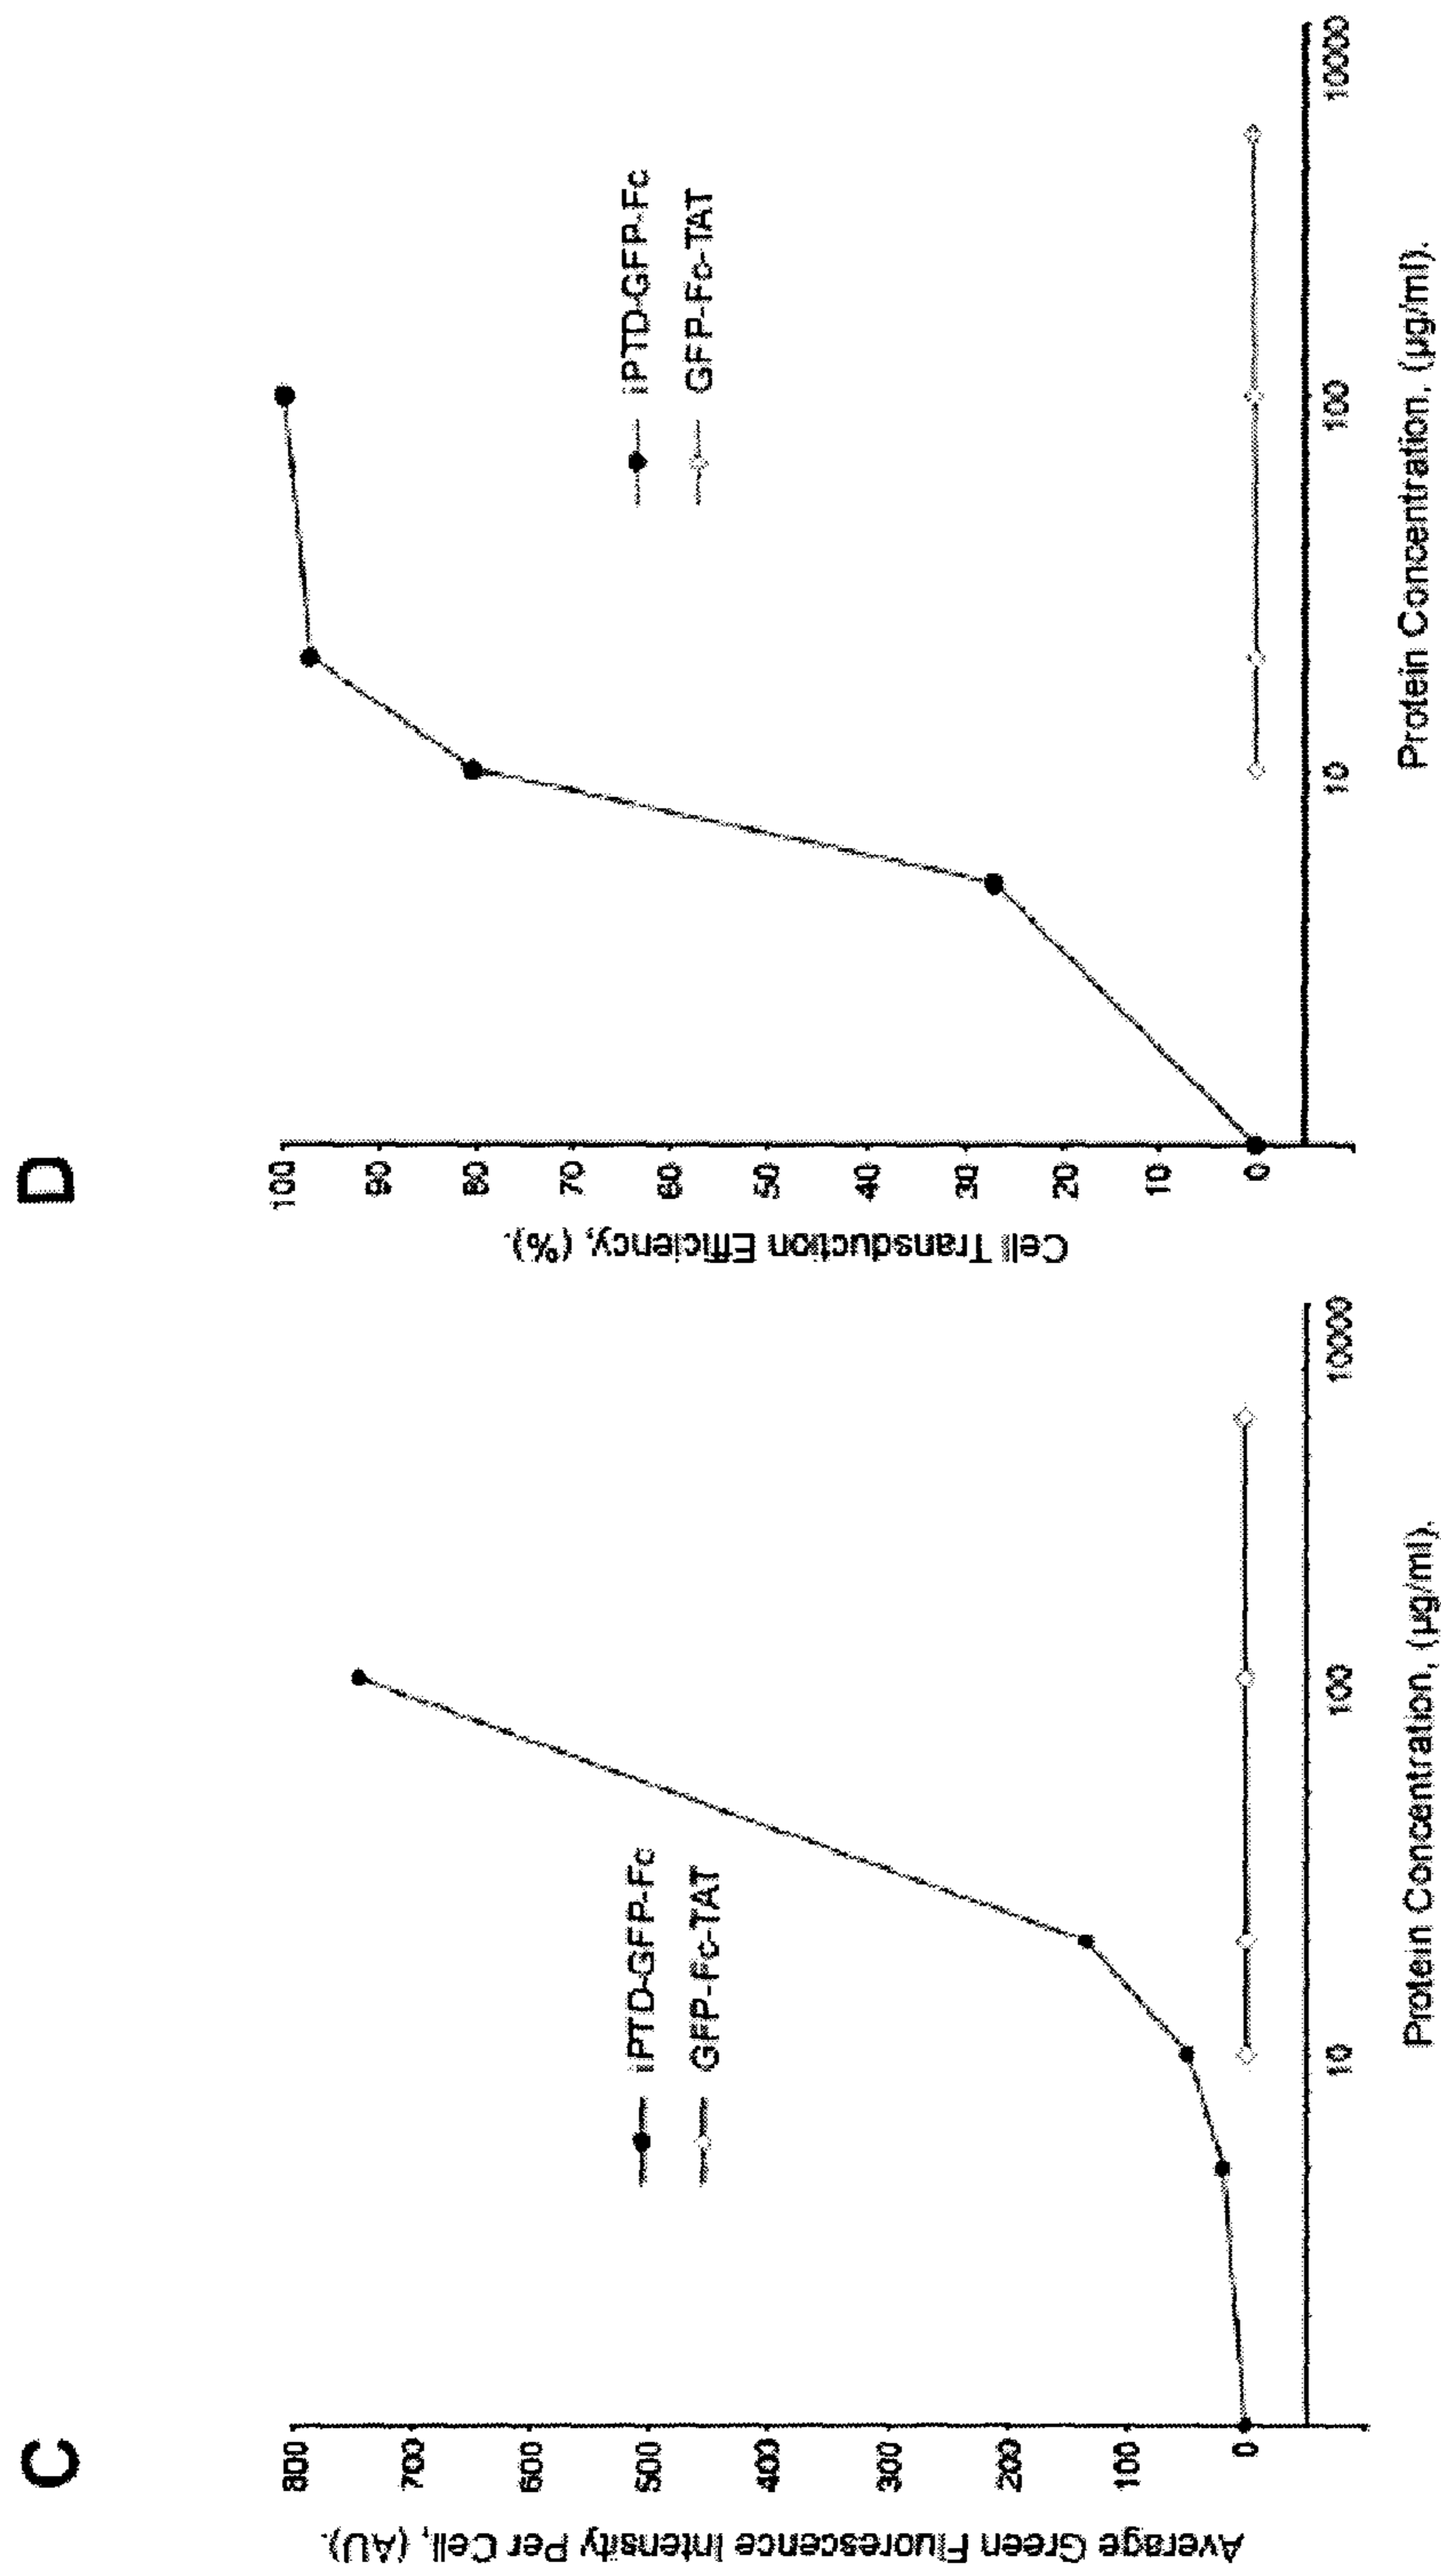 C
Average Green Fluorescence Intensity Per Cell, (AU).
800
700
600
500
400
300
200
100
0
iPTD-GFP-Fc
GFP-Fc-TAT
10
100
10000
Protein Concentration, (µg/ml).
D
Cell Transduction Efficiency, (%).
100
90
80
70
60
50
40
30
20
10
0
iPTD-GFP-Fc
GFP-Fc-TAT
10
100
10000
Protein Concentration, (µg/ml).